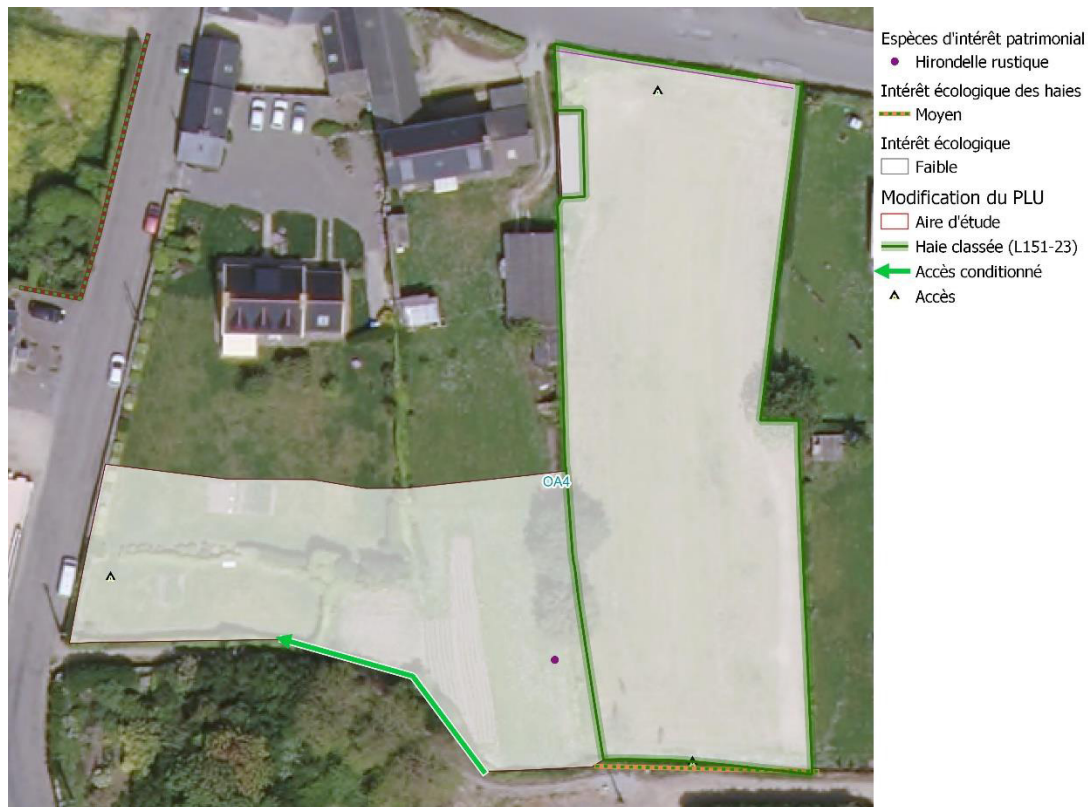 Espèces d'intérêt patrimonial
Hirondelle rustique
Intérêt écologique des haies
Moyen
Intérêt écologique
Faible
Modification du PLU
Aire d'étude
Haie classée (L151-23)
Accès conditionné
Accès
OA4